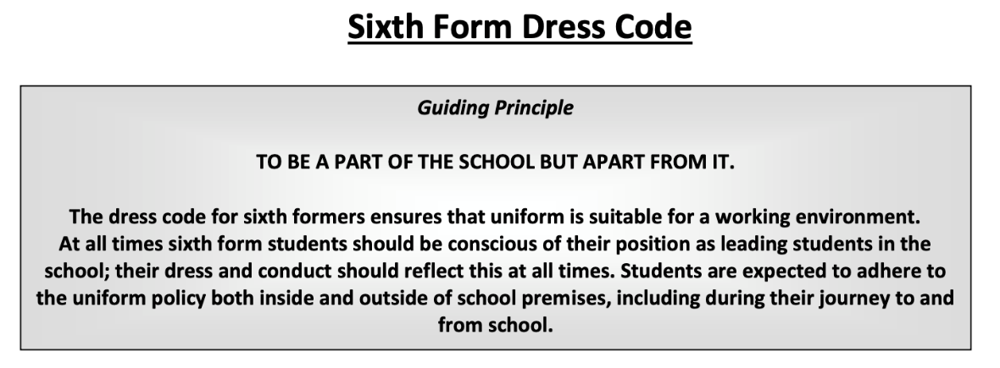 Sixth Form Dress Code
Guiding Principle
TO BE A PART OF THE SCHOOL BUT APART FROM IT.
The dress code for sixth formers ensures that uniform is suitable for a working environment.
At all times sixth form students should be conscious of their position as leading students in the
school; their dress and conduct should reflect this at all times. Students are expected to adhere to
the uniform policy both inside and outside of school premises, including during their journey to and
from school.